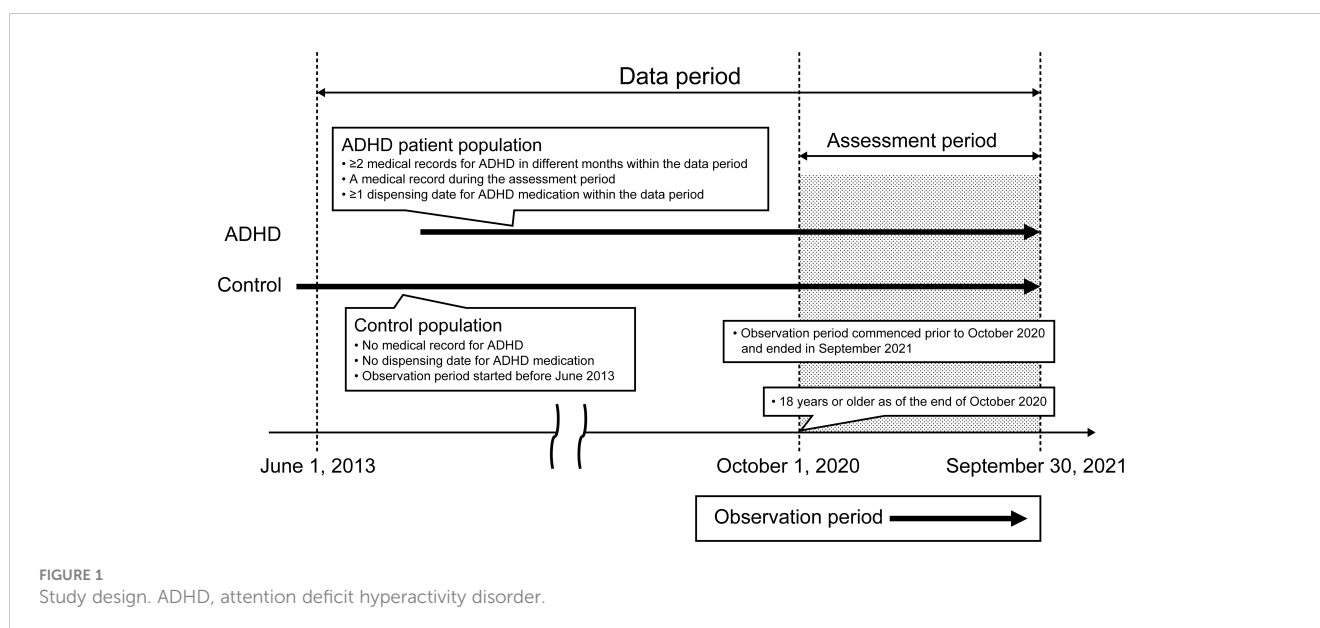 Data period
Assessment period
ADHD patient population
• ≥2 medical records for ADHD in different months within the data period
• A medical record during the assessment period
• ≥1 dispensing date for ADHD medication within the data period
ADHD
Control
Control population
• No medical record for ADHD
• No dispensing date for ADHD medication
• Observation period started before June 2013
• Observation period commenced prior to October 2020
and ended in September 2021
• 18 years or older as of the end of October 2020
June 1, 2013
October 1, 2020
September 30, 2021
Observation period
FIGURE 1
Study design. ADHD, attention deficit hyperactivity disorder.